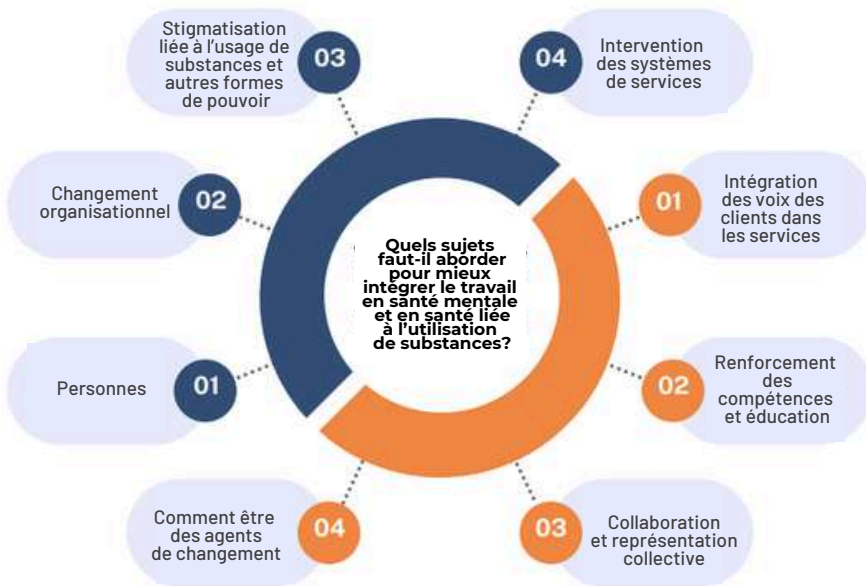 Quels sujets
faut-il aborder
pour mieux
intégrer le travail
en santé mentale
et en santé liée
à l'utilisation
de substances?
01
Personnes
02
Changement
organisationnel
03
Stigmatisation
liée à l'usage de
substances et
autres formes
de pouvoir
04
Intervention
des systèmes
de services
01
Intégration
des voix des
clients dans
les services
02
Renforcement
des
compétences
et éducation
03
Collaboration
et représentation
collective
04
Comment être
des agents
de changement